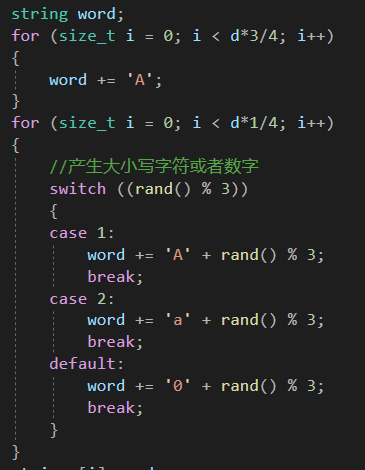 string word;
for (size_t i = 0; i < d*3/4; i++)
{
    word += 'A';
}
for (size_t i = 0; i < d*1/4; i++)
{
    //产生大小写字符或者数字
    switch ((rand() % 3))
    {
    case 1:
        word += 'A' + rand() % 3;
        break;
    case 2:
        word += 'a' + rand() % 3;
        break;
    default:
        word += '0' + rand() % 3;
        break;
    }
}